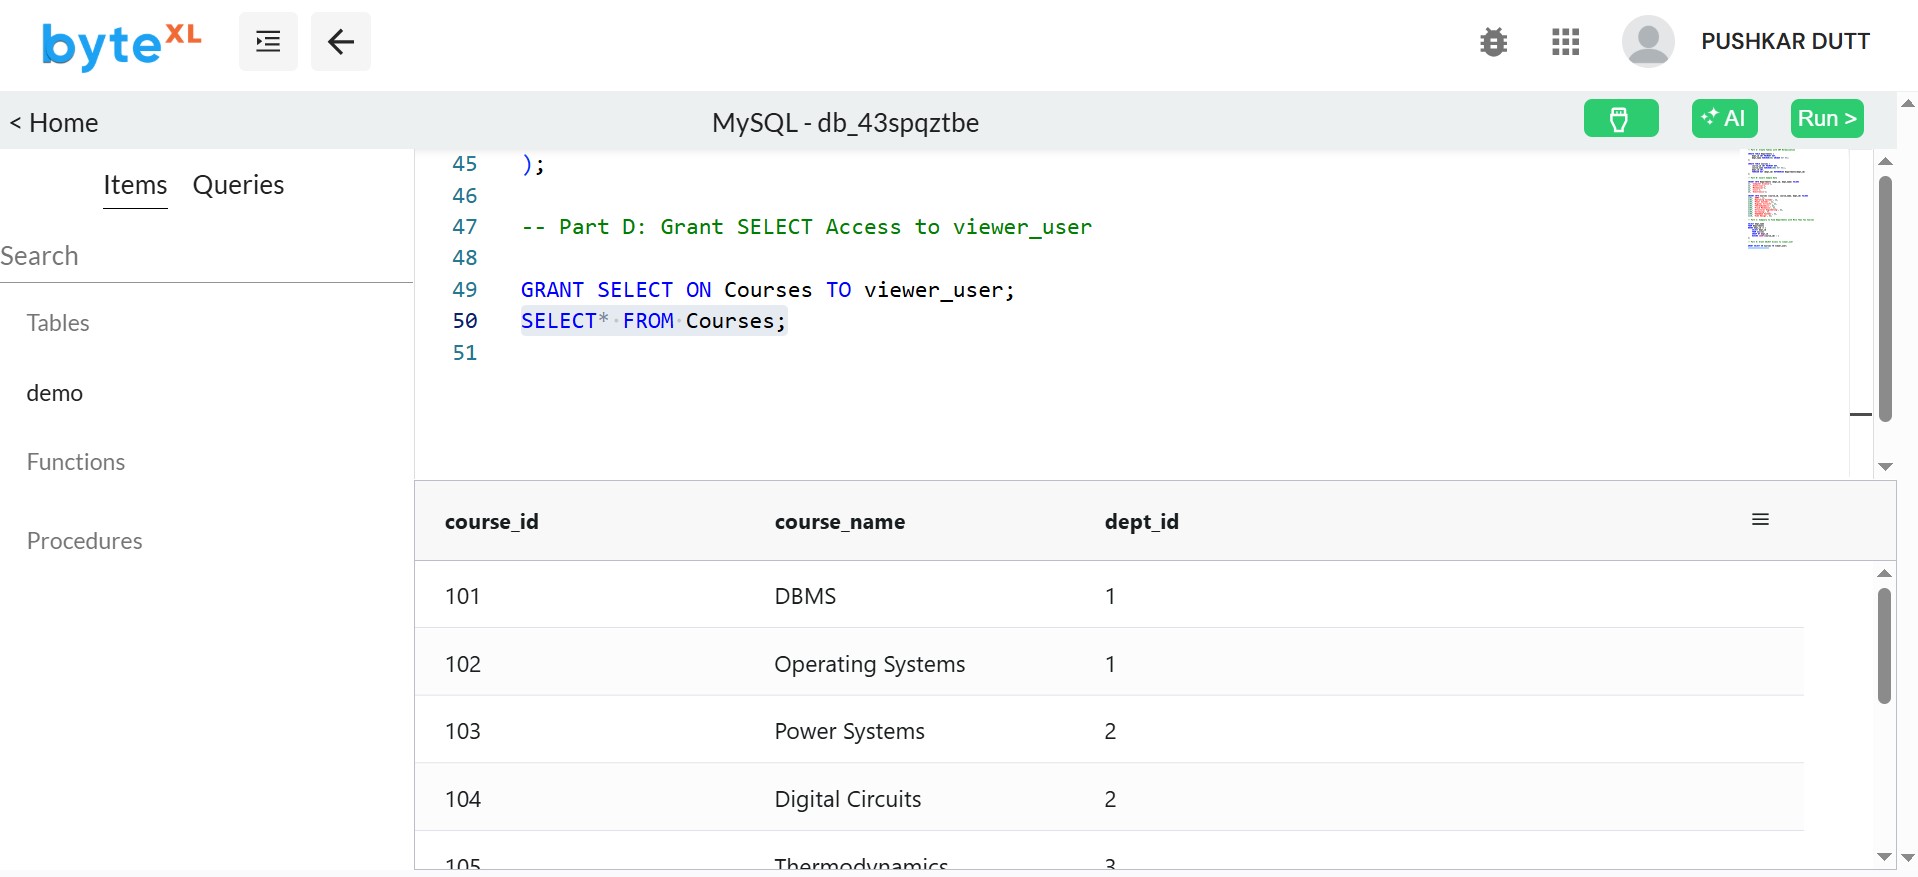 byteXL
PUSHKAR DUTT
< Home
MySQL - db_43spqztbe
AI
Run >
Items
Queries
Search
Tables
demo
Functions
Procedures
45 );
46
47 -- Part D: Grant SELECT Access to viewer_user
48
49 GRANT SELECT ON Courses TO viewer_user;
50 SELECT* FROM Courses;
51
course_id course_name dept_id
101 DBMS 1
102 Operating Systems 1
103 Power Systems 2
104 Digital Circuits 2
105 Thermodynamics 3